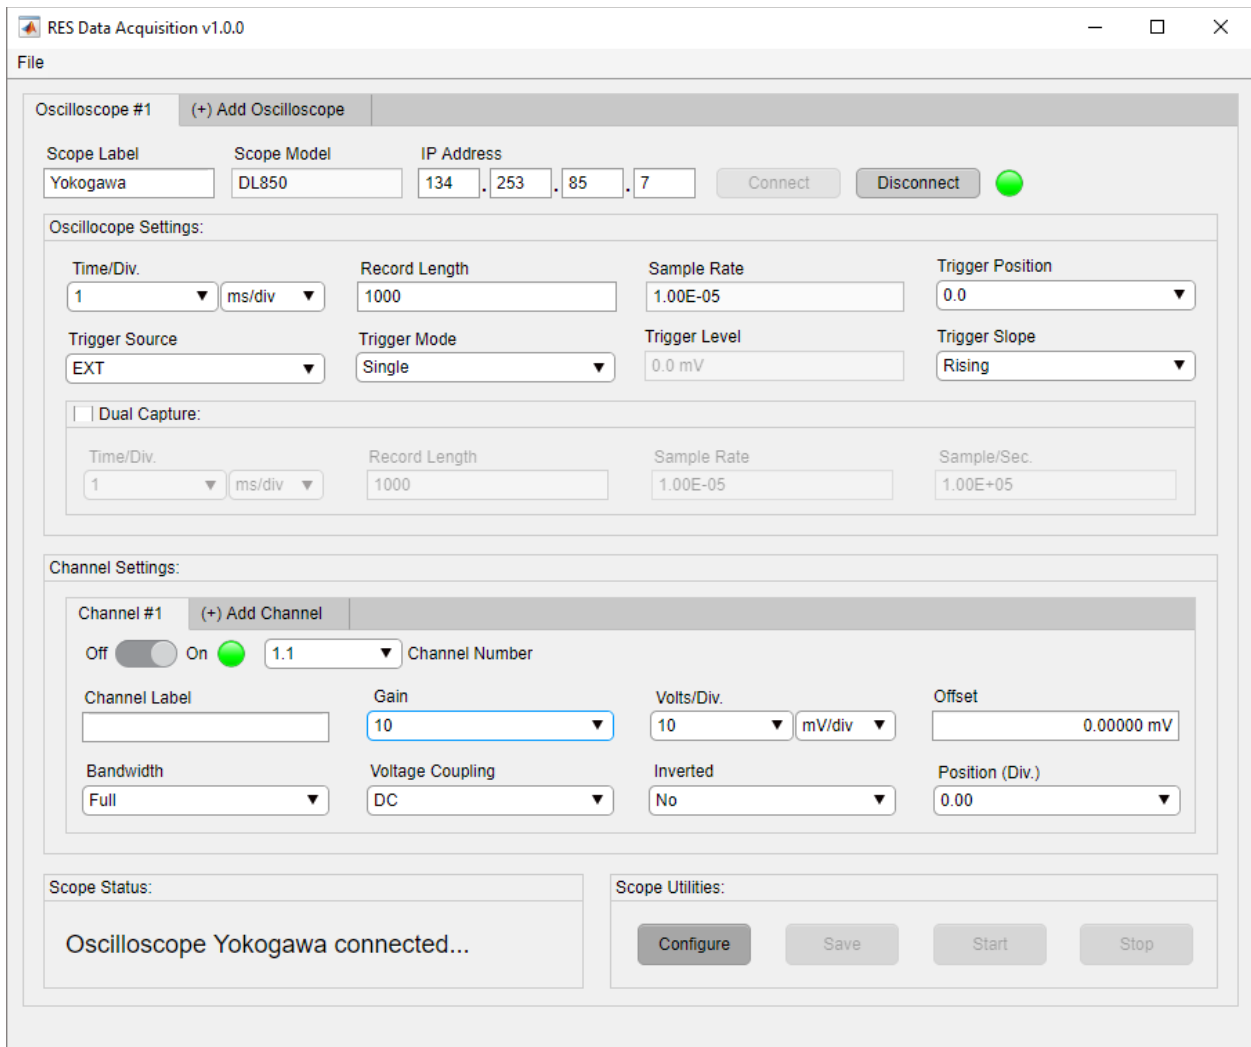 RES Data Acquisition v1.0.0
File
Oscilloscope #1 (+) Add Oscilloscope
Scope Label Scope Model IP Address
Yokogawa DL850 134 . 253 . 85 . 7 Connect Disconnect
Oscillocope Settings:
Time/Div. Record Length Sample Rate Trigger Position
1 ms/div 1000 1.00E-05 0.0
Trigger Source Trigger Mode Trigger Level Trigger Slope
EXT Single 0.0 mV Rising
Dual Capture:
Time/Div. Record Length Sample Rate Sample/Sec.
1 ms/div 1000 1.00E-05 1.00E+05
Channel Settings:
Channel #1 (+) Add Channel
Off On 1.1 Channel Number
Channel Label Gain Volts/Div. Offset
10 10 mV/div 0.00000 mV
Bandwidth Voltage Coupling Inverted Position (Div.)
Full DC No 0.00
Scope Status: Scope Utilities:
Oscilloscope Yokogawa connected... Configure Save Start Stop